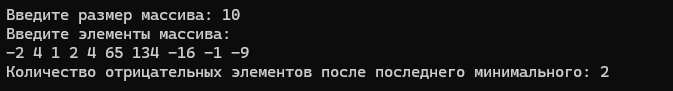 Введите размер массива: 10
Введите элементы массива:
-2 4 1 2 4 65 134 -16 -1 -9
Количество отрицательных элементов после последнего минимального: 2